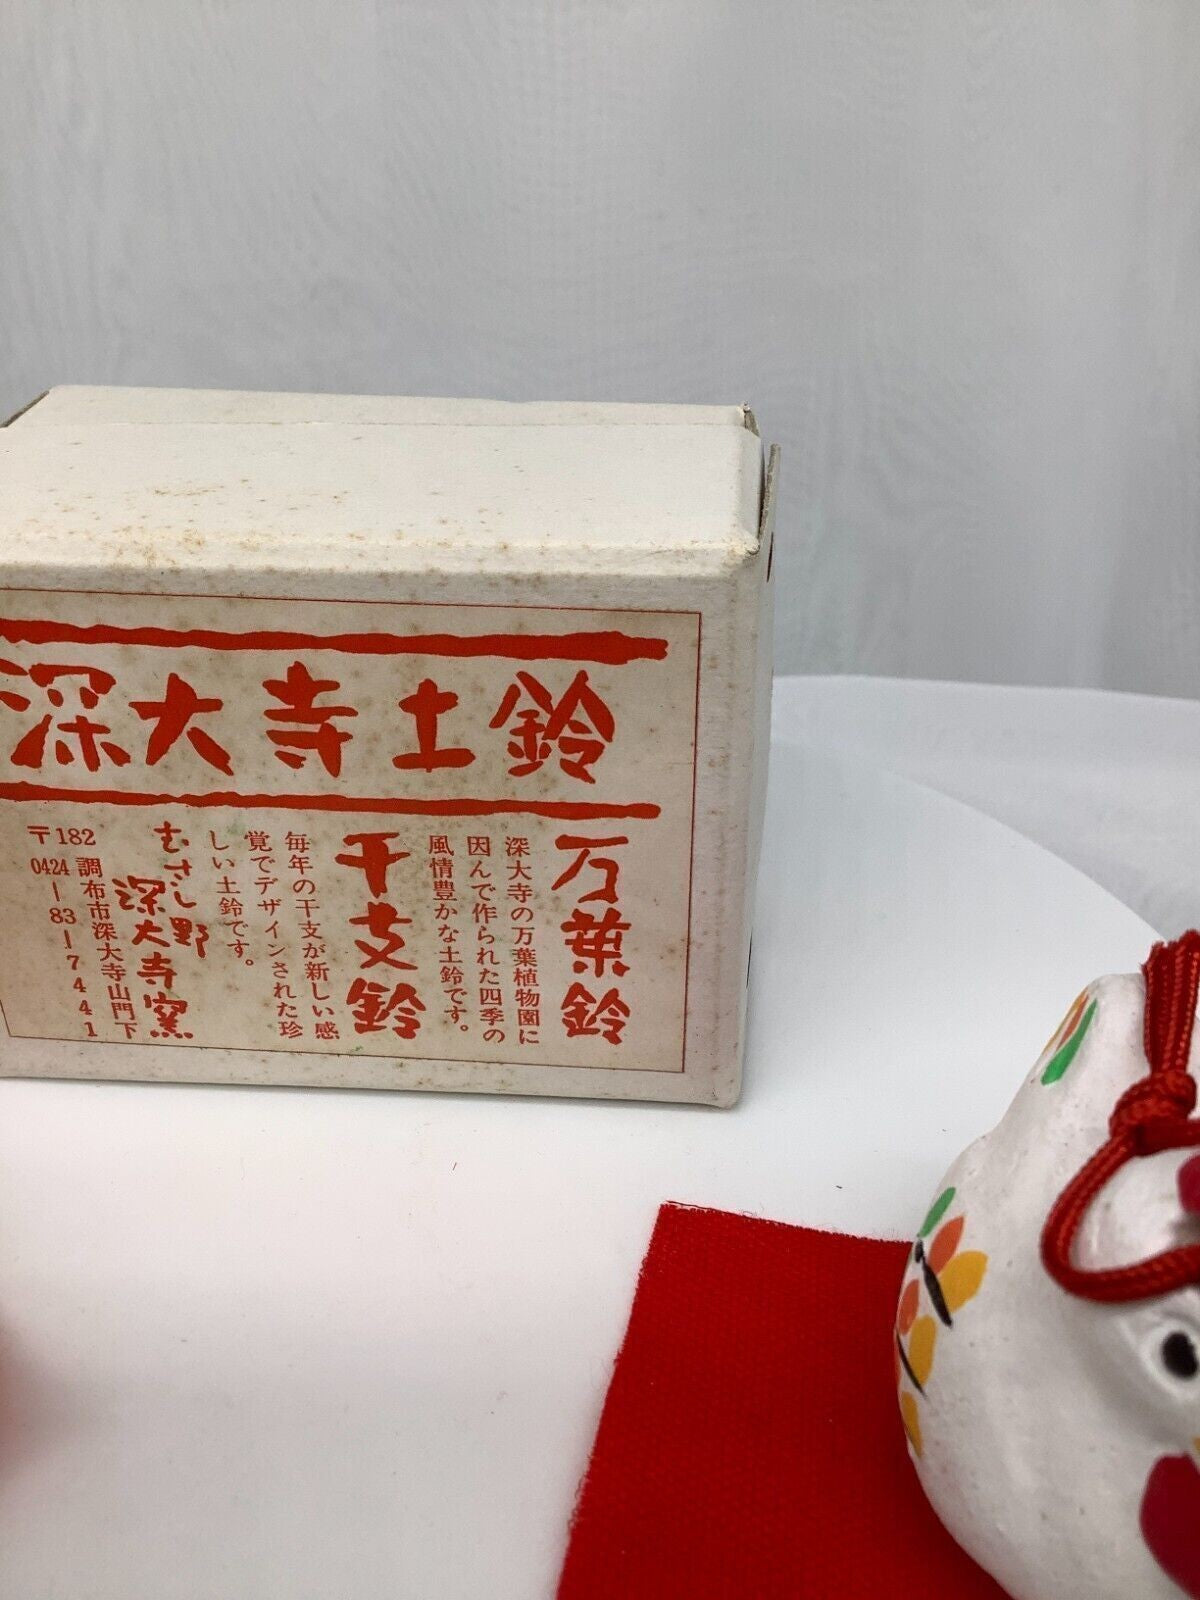 深大寺土鈴
万葉鈴
深大寺の万葉植物園に
因んで作られた四季の
風情豊かな土鈴です。
干支鈴
毎年の干支が新しい感
覚でデザインされた珍
しい土鈴です。
むさし野
深大寺窯
調布市深大寺山門下
〒182
0424-83-7441